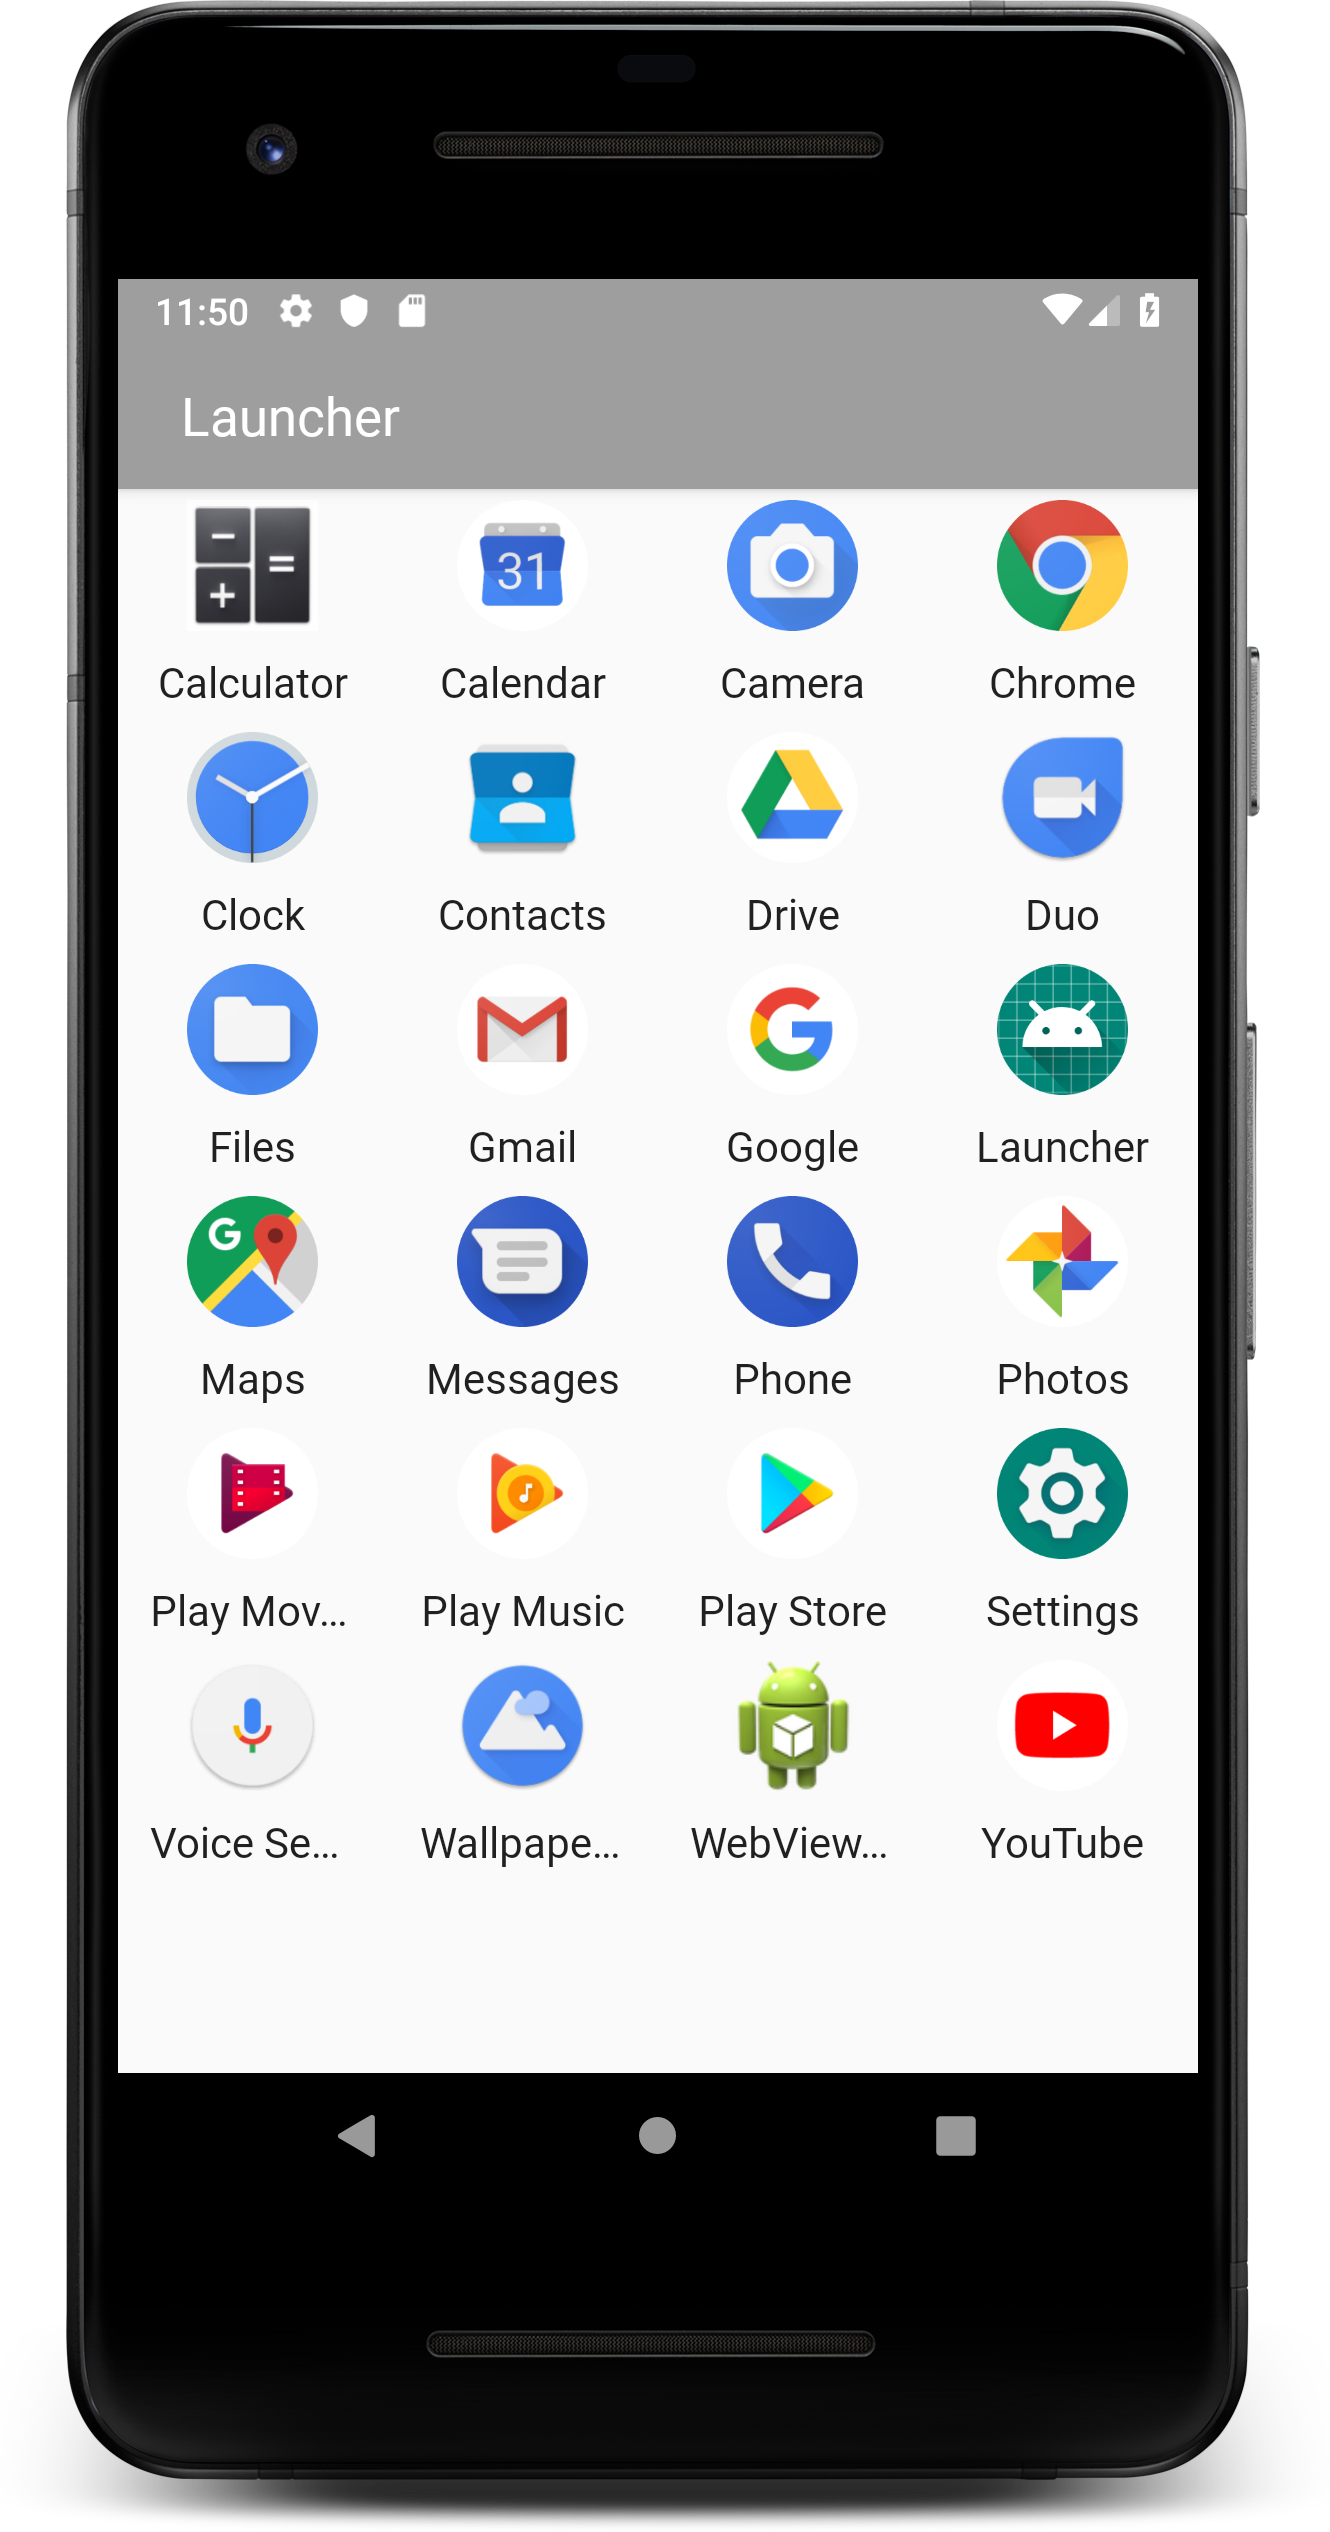 11:50
Launcher
31
Calculator Calendar Camera Chrome
Clock Contacts Drive Duo
G
Files Gmail Google Launcher
G
Maps Messages Phone Photos
Play Mov... Play Music Play Store Settings
Voice Se... Wallpape... WebView... YouTube